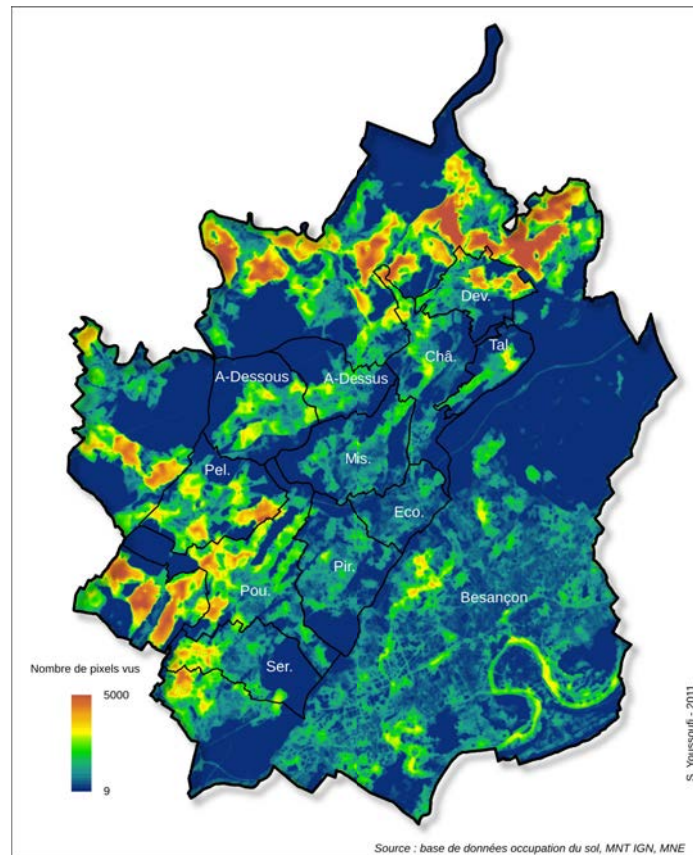 Dev.
Tal
Châ.
A-Dessous
A-Dessus
Mis.
Pel.
Eco.
Pir.
Pou.
Besançon
Ser.
Nombre de pixels vus
5000
9
S. Youssoufi - 2011
Source : base de données occupation du sol, MNT IGN, MNE